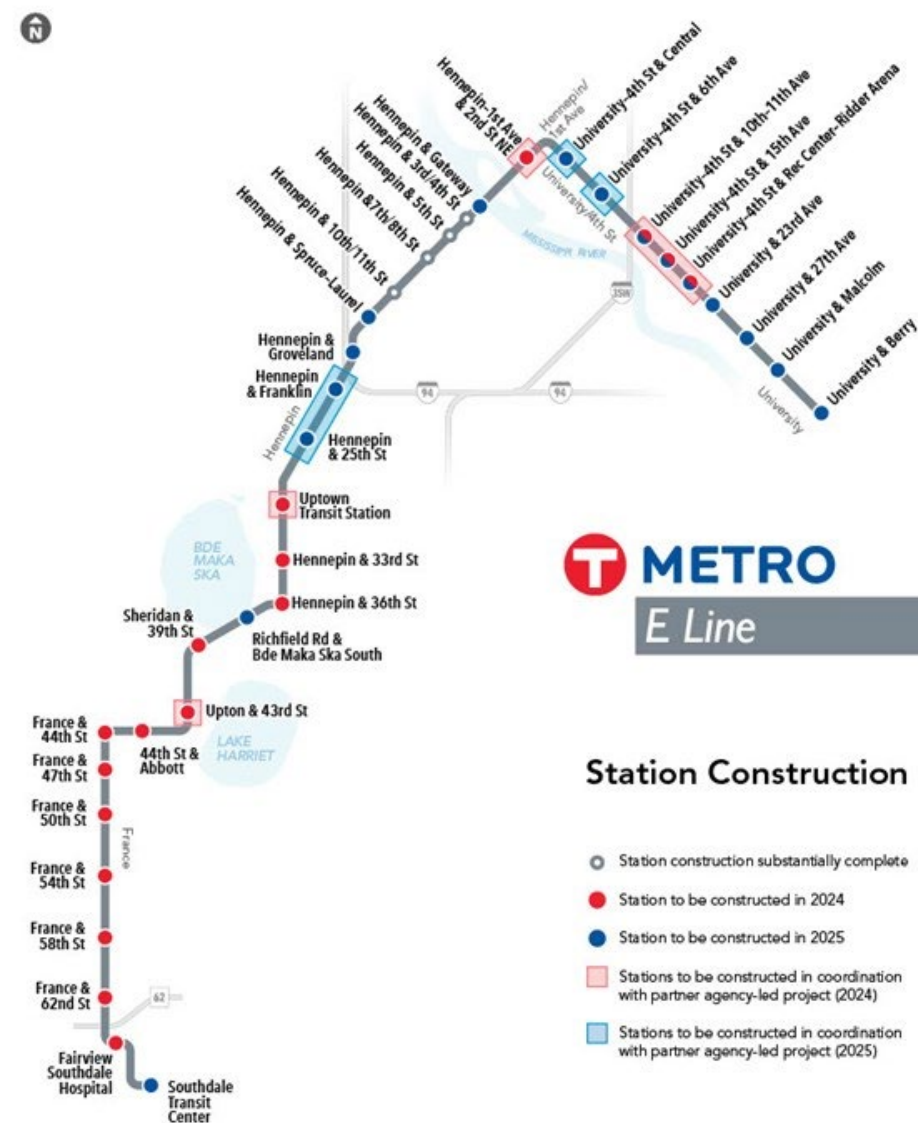 N
Hennepin-1st Ave
& 2nd St NE
Hennepin/
1st Ave
University-4th St & Central
University-4th St & 6th Ave
University-4th St & 10th-11th Ave
University-4th St & 15th Ave
University-4th St & Rec Center-Ridder Arena
University & 23rd Ave
University & 27th Ave
University & Malcolm
University & Berry
University/4th St
University
MISSISSIPPI RIVER
35W
94
94
Hennepin & Gateway
Hennepin & 3rd/4th St
Hennepin & 5th St
Hennepin & 7th/8th St
Hennepin & 10th/11th St
Hennepin & Spruce-Laurel
Hennepin &
Groveland
Hennepin
& Franklin
Hennepin
Hennepin
& 25th St
Uptown
Transit Station
BDE
MAKA
SKA
Hennepin & 33rd St
Hennepin & 36th St
Sheridan &
39th St
Richfield Rd &
Bde Maka Ska South
Upton & 43rd St
LAKE
HARRIET
France &
44th St
44th St &
Abbott
France &
47th St
France &
50th St
France
France &
54th St
France &
58th St
France &
62nd St
62
Fairview
Southdale
Hospital
Southdale
Transit
Center
T METRO
E Line
Station Construction
Station construction substantially complete
Station to be constructed in 2024
Station to be constructed in 2025
Stations to be constructed in coordination
with partner agency-led project (2024)
Stations to be constructed in coordination
with partner agency-led project (2025)